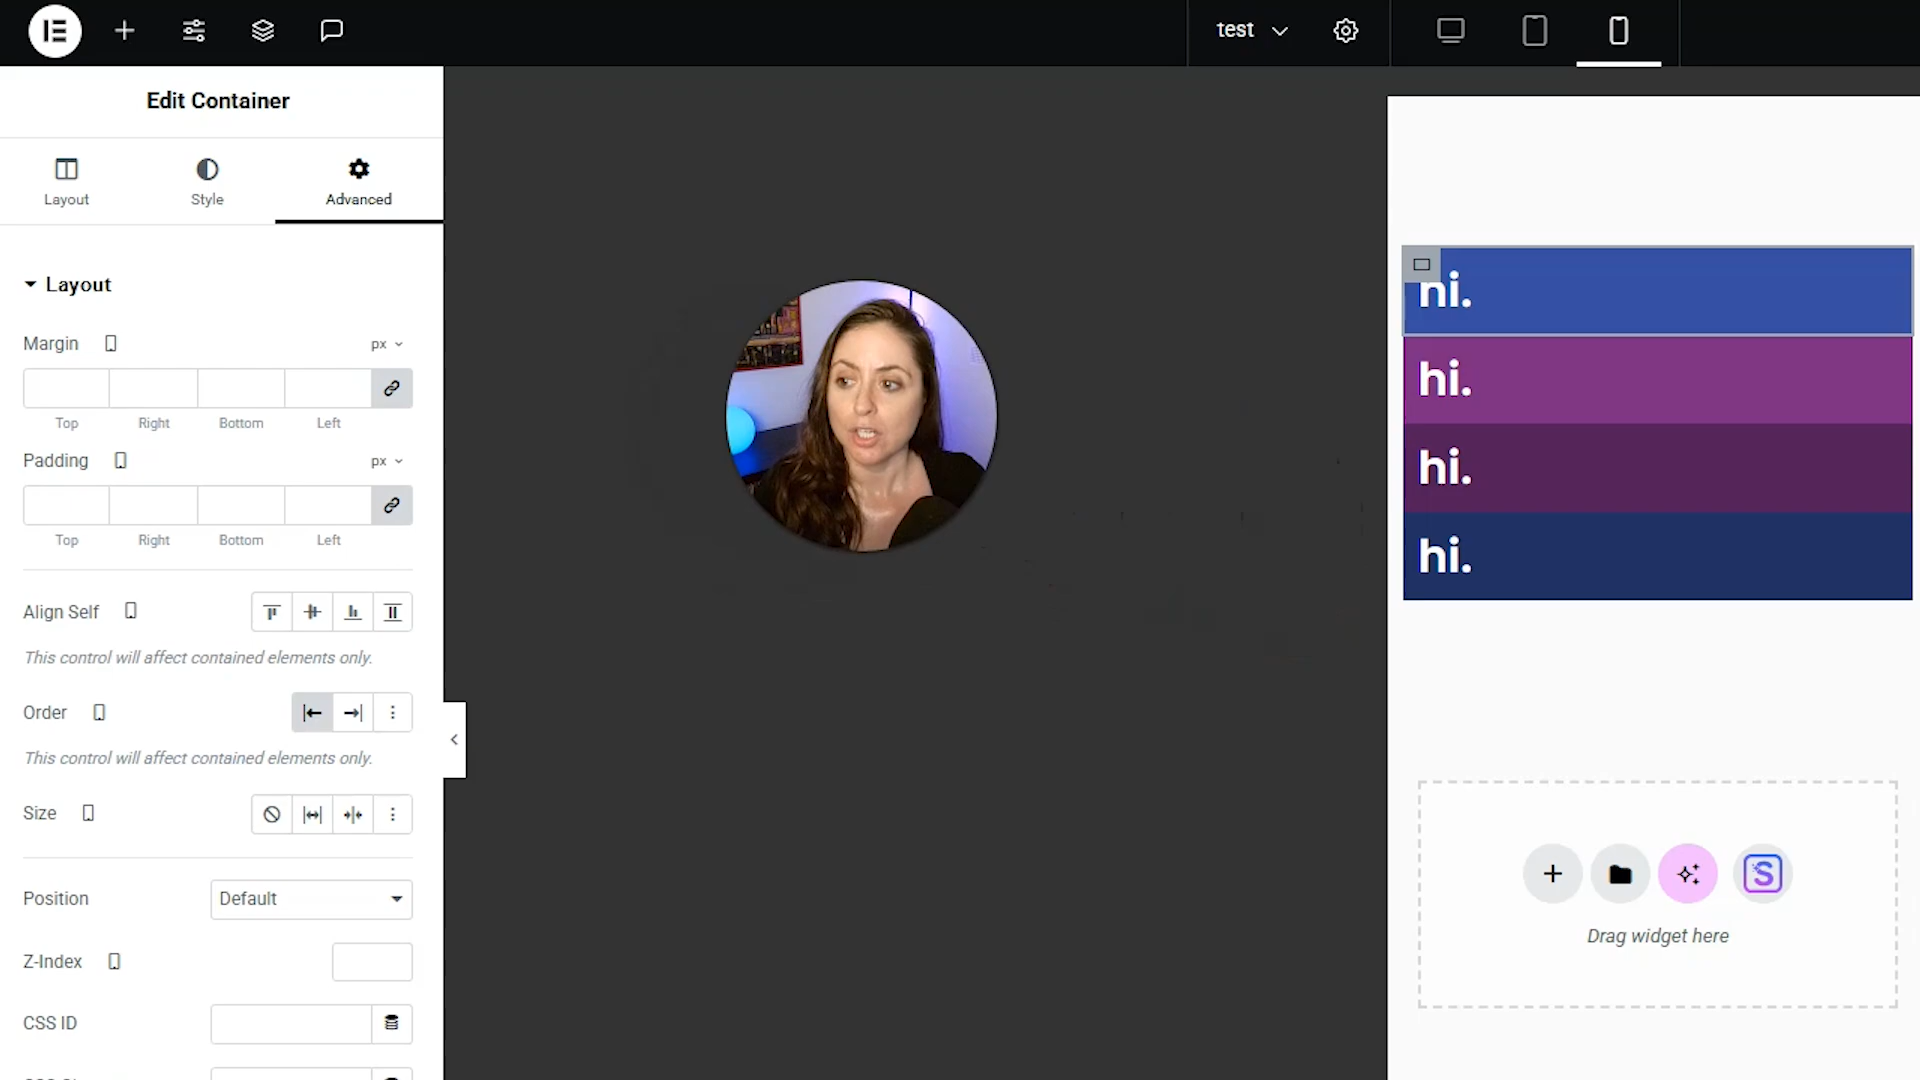 test
Edit Container
Layout
Style
Advanced
Layout
Margin
px
Top
Right
Bottom
Left
Padding
px
Top
Right
Bottom
Left
Align Self
This control will affect contained elements only.
Order
This control will affect contained elements only.
Size
Position
Default
Z-Index
CSS ID
hi.
hi.
hi.
hi.
Drag widget here